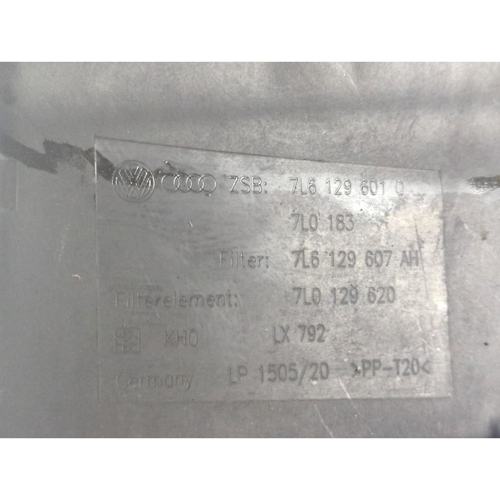 ZSB: 7L6 129 601 Q
7L0 183
Filter: 7L6 129 607 AH
Filterelement: 7L0 129 620
LX 792
Germany LP 1505/20 >PP-T20<